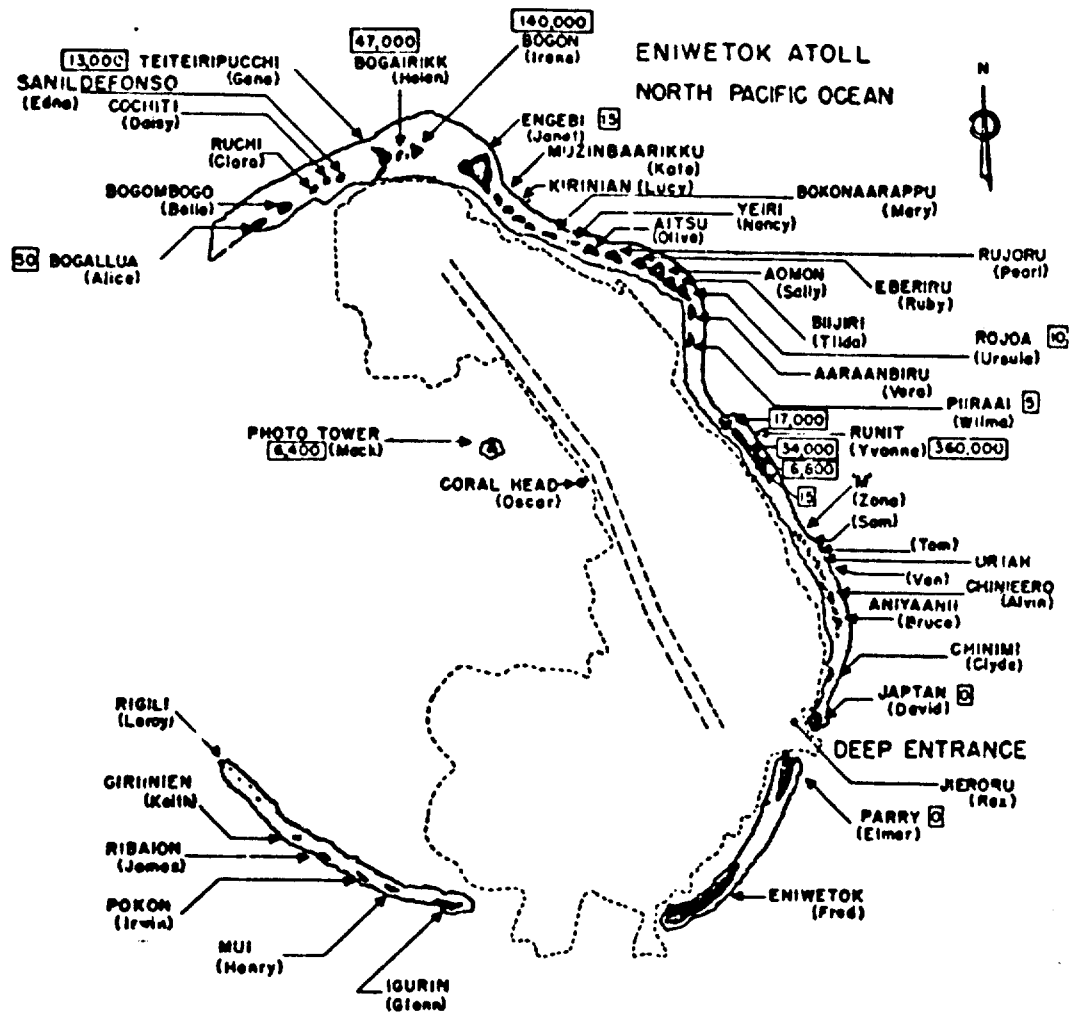 ENIWETOK ATOLL
NORTH PACIFIC OCEAN
N
140,000
BOGON
(Irene)
47,000
BOGAIRIKK
(Helen)
13,000 TEITEIRIPUCCHI
(Gene)
SANILDEFONSO
(Edna)
COCHITI
(Daisy)
RUCHI
(Clara)
BOGOMBOGO
(Belle)
50 BOGALLUA
(Alice)
ENGEBI 15
(Janet)
MUZINBAARIKKU
(Kate)
KIRINIAN (Lucy)
BOKONAARAPPU
(Mary)
YEIRI
(Nancy)
AITSU
(Olive)
RUJORU
(Pearl)
EBERIRU
(Ruby)
AOMON
(Sally)
BIIJIRI
(Tilda)
ROJOA 10
(Ursula)
AARAANBIRU
(Vera)
PIIRAAI 5
(Wilma)
17,000
RUNIT
(Yvonne) 360,000
34,000
6,600
15
PHOTO TOWER
6,400 (Mack)
CORAL HEAD
(Oscar)
"M"
(Zona)
(Sam)
(Tom)
URIAH
(Van)
CHINIEERO
(Alvin)
ANIYAANII
(Bruce)
CHINIMI
(Clyde)
JAPTAN 0
(David)
DEEP ENTRANCE
JIERORU
(Rex)
PARRY 0
(Elmer)
ENIWETOK
(Fred)
RIGILI
(Leroy)
GIRIINIEN
(Keith)
RIBAION
(James)
POKON
(Irwin)
MUI
(Henry)
IGURIN
(Glenn)